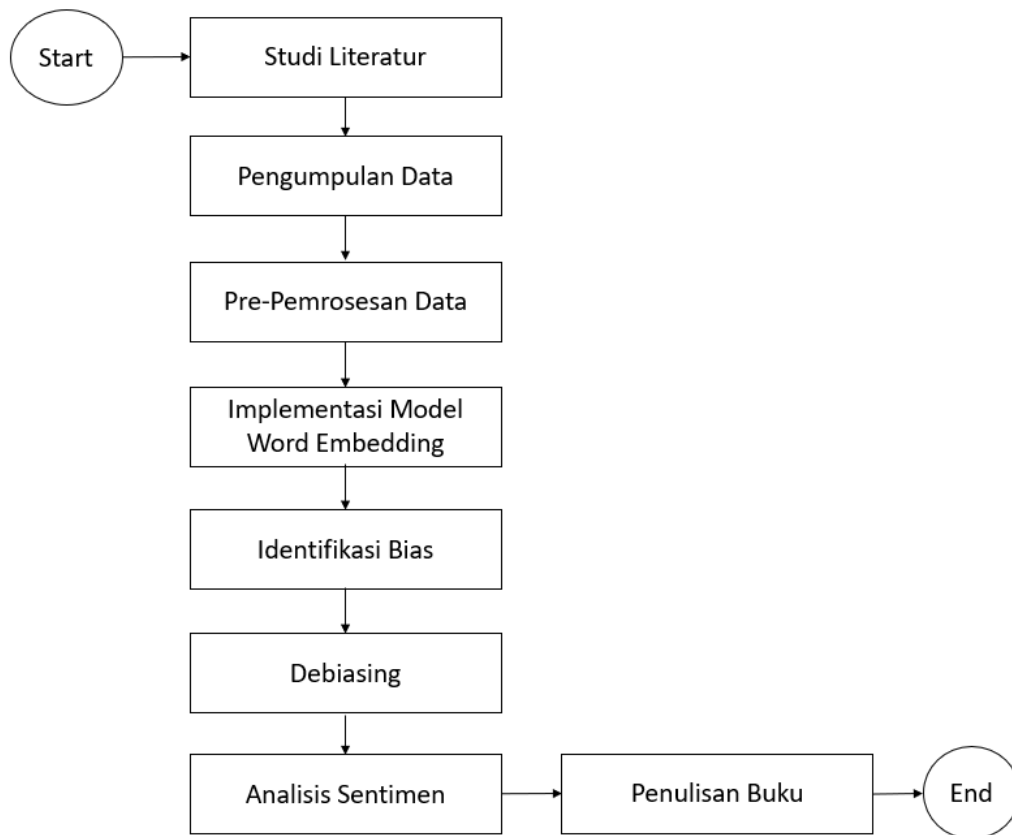 Start
Studi Literatur
Pengumpulan Data
Pre-Pemrosesan Data
Implementasi Model
Word Embedding
Identifikasi Bias
Debiasing
Analisis Sentimen
Penulisan Buku
End